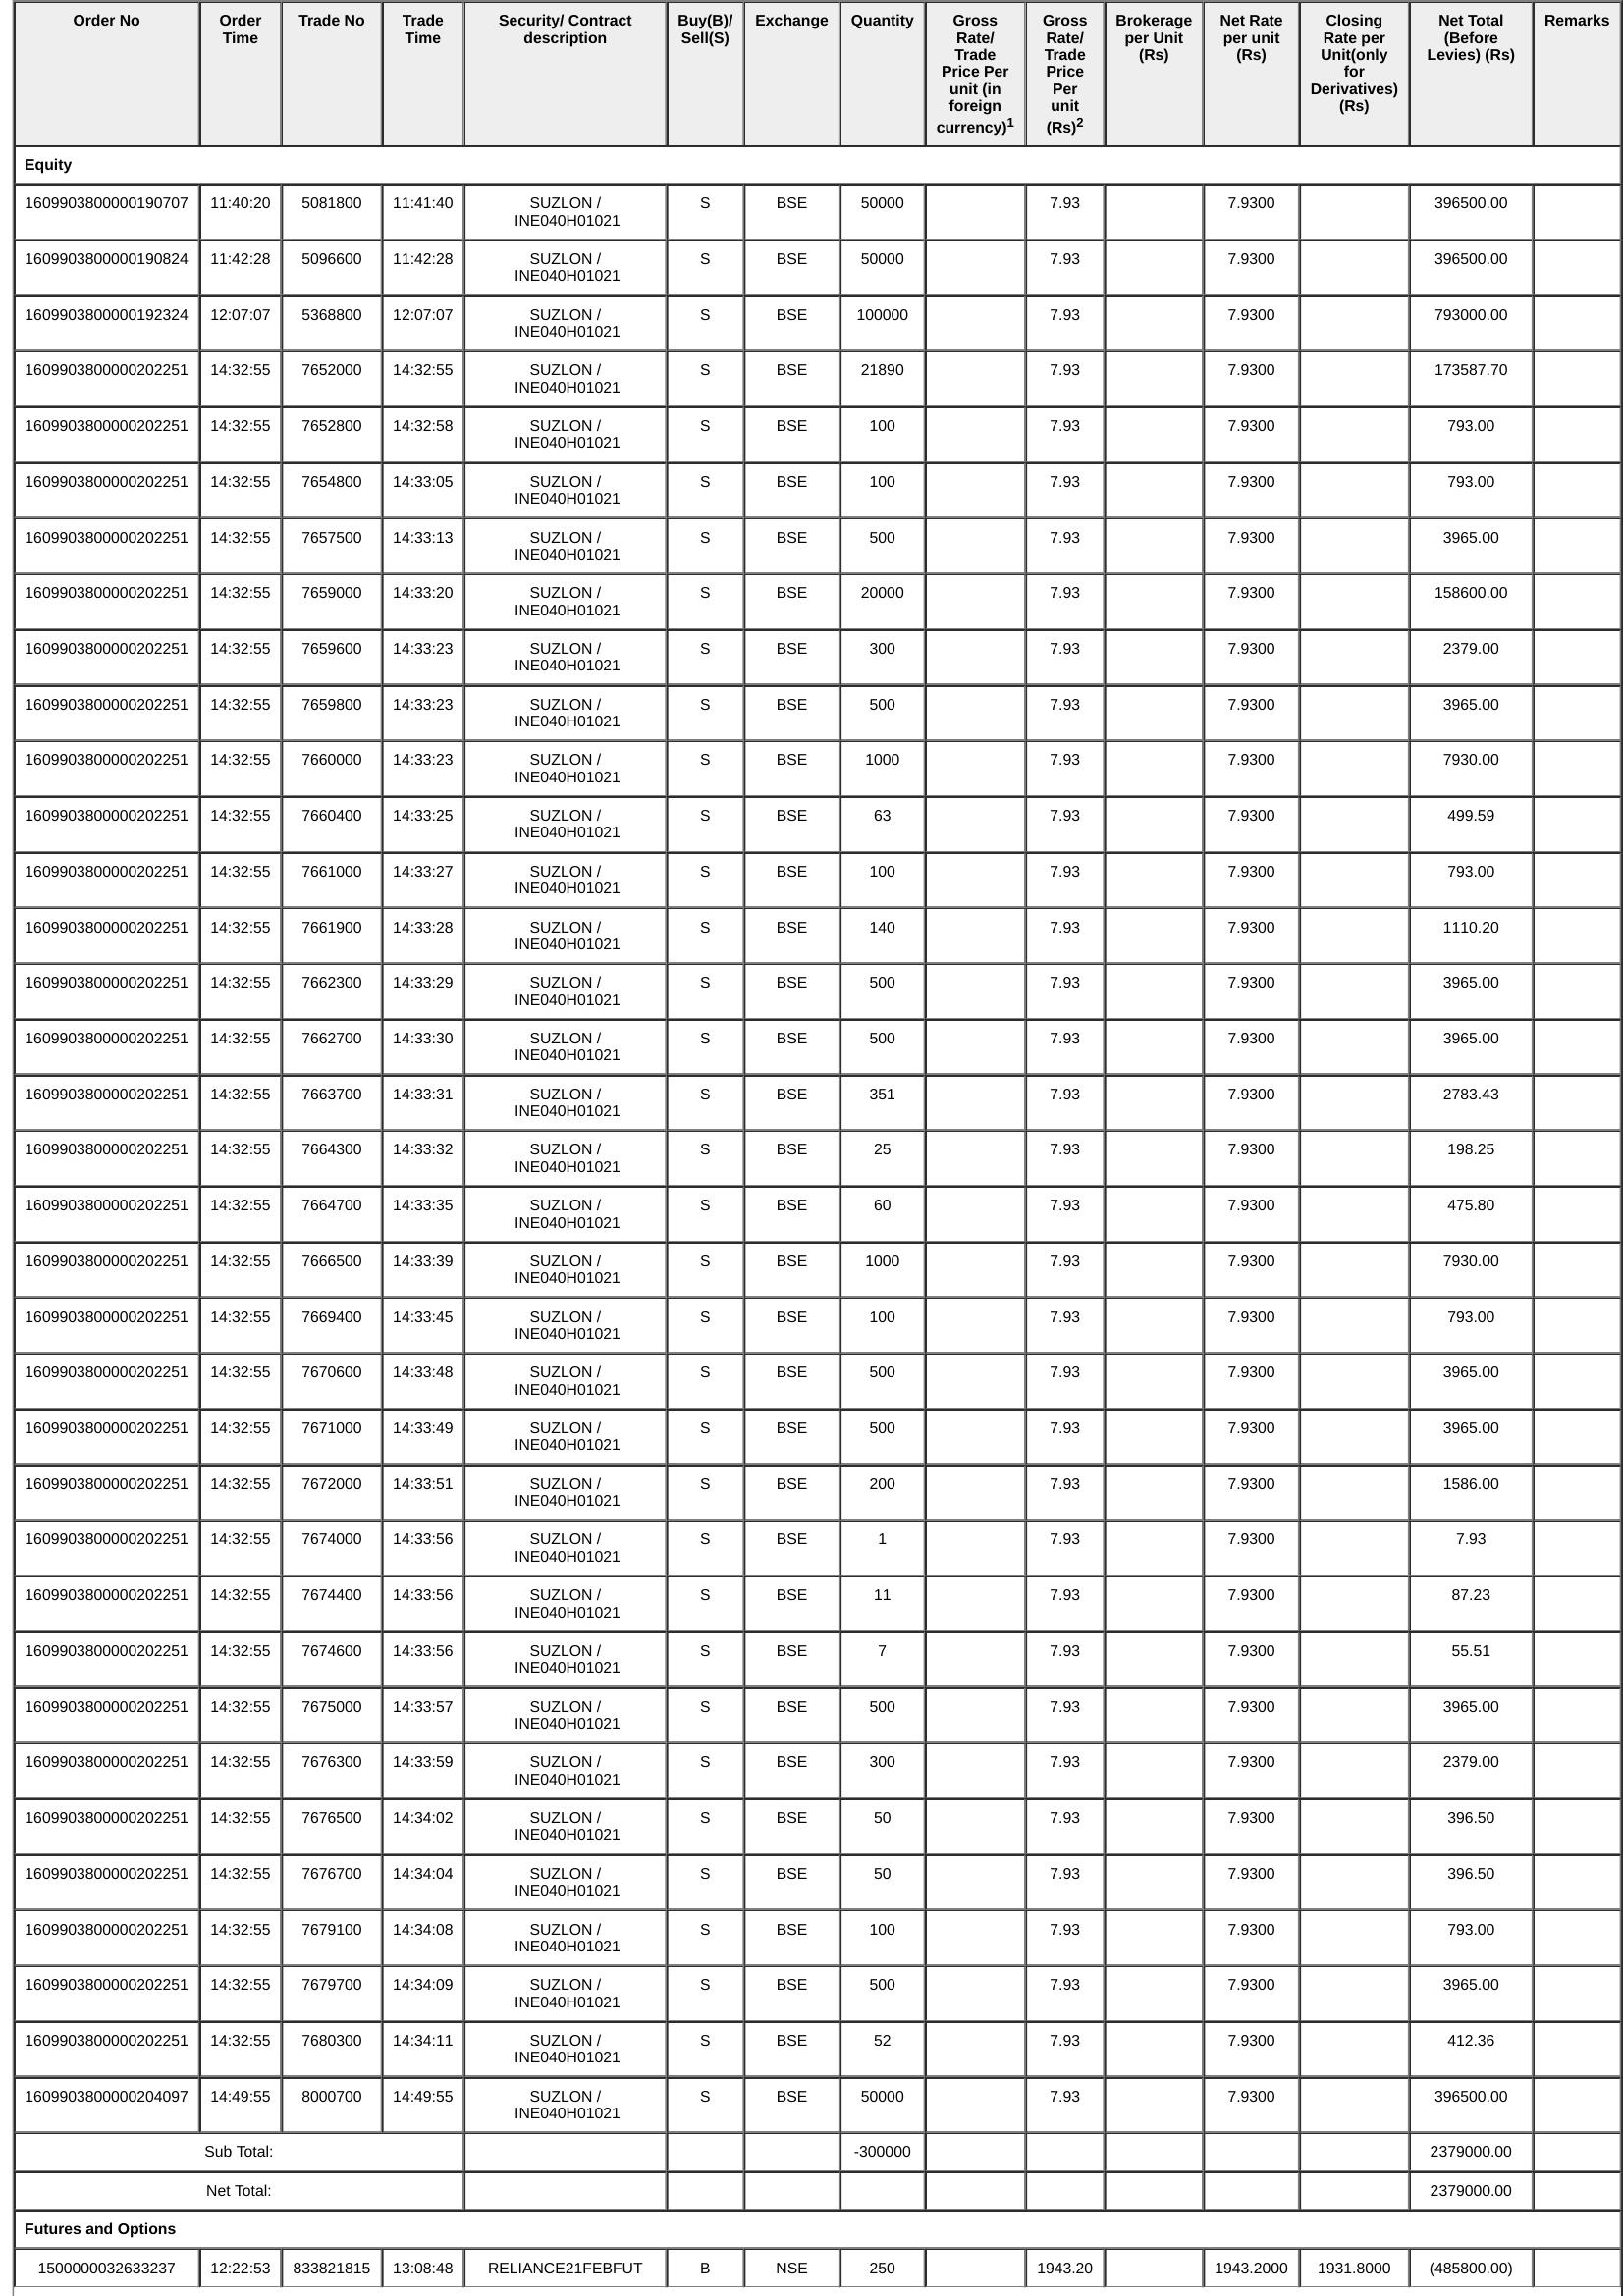 Order No | Order Time | Trade No | Trade Time | Security/ Contract description | Buy(B)/ Sell(S) | Exchange | Quantity | Gross Rate/ Trade Price Per unit (in foreign currency)1 | Gross Rate/ Trade Price Per unit (Rs)2 | Brokerage per Unit (Rs) | Net Rate per unit (Rs) | Closing Rate per Unit(only for Derivatives) (Rs) | Net Total (Before Levies) (Rs) | Remarks
Equity
1609903800000190707 11:40:20 5081800 11:41:40 SUZLON / INE040H01021 S BSE 50000 7.93 7.9300 396500.00
1609903800000190824 11:42:28 5096600 11:42:28 SUZLON / INE040H01021 S BSE 50000 7.93 7.9300 396500.00
1609903800000192324 12:07:07 5368800 12:07:07 SUZLON / INE040H01021 S BSE 100000 7.93 7.9300 793000.00
1609903800000202251 14:32:55 7652000 14:32:55 SUZLON / INE040H01021 S BSE 21890 7.93 7.9300 173587.70
1609903800000202251 14:32:55 7652800 14:32:58 SUZLON / INE040H01021 S BSE 100 7.93 7.9300 793.00
1609903800000202251 14:32:55 7654800 14:33:05 SUZLON / INE040H01021 S BSE 100 7.93 7.9300 793.00
1609903800000202251 14:32:55 7657500 14:33:13 SUZLON / INE040H01021 S BSE 500 7.93 7.9300 3965.00
1609903800000202251 14:32:55 7659000 14:33:20 SUZLON / INE040H01021 S BSE 20000 7.93 7.9300 158600.00
1609903800000202251 14:32:55 7659600 14:33:23 SUZLON / INE040H01021 S BSE 300 7.93 7.9300 2379.00
1609903800000202251 14:32:55 7659800 14:33:23 SUZLON / INE040H01021 S BSE 500 7.93 7.9300 3965.00
1609903800000202251 14:32:55 7660000 14:33:23 SUZLON / INE040H01021 S BSE 1000 7.93 7.9300 7930.00
1609903800000202251 14:32:55 7660400 14:33:25 SUZLON / INE040H01021 S BSE 63 7.93 7.9300 499.59
1609903800000202251 14:32:55 7661000 14:33:27 SUZLON / INE040H01021 S BSE 100 7.93 7.9300 793.00
1609903800000202251 14:32:55 7661900 14:33:28 SUZLON / INE040H01021 S BSE 140 7.93 7.9300 1110.20
1609903800000202251 14:32:55 7662300 14:33:29 SUZLON / INE040H01021 S BSE 500 7.93 7.9300 3965.00
1609903800000202251 14:32:55 7662700 14:33:30 SUZLON / INE040H01021 S BSE 500 7.93 7.9300 3965.00
1609903800000202251 14:32:55 7663700 14:33:31 SUZLON / INE040H01021 S BSE 351 7.93 7.9300 2783.43
1609903800000202251 14:32:55 7664300 14:33:32 SUZLON / INE040H01021 S BSE 25 7.93 7.9300 198.25
1609903800000202251 14:32:55 7664700 14:33:35 SUZLON / INE040H01021 S BSE 60 7.93 7.9300 475.80
1609903800000202251 14:32:55 7666500 14:33:39 SUZLON / INE040H01021 S BSE 1000 7.93 7.9300 7930.00
1609903800000202251 14:32:55 7669400 14:33:45 SUZLON / INE040H01021 S BSE 100 7.93 7.9300 793.00
1609903800000202251 14:32:55 7670600 14:33:48 SUZLON / INE040H01021 S BSE 500 7.93 7.9300 3965.00
1609903800000202251 14:32:55 7671000 14:33:49 SUZLON / INE040H01021 S BSE 500 7.93 7.9300 3965.00
1609903800000202251 14:32:55 7672000 14:33:51 SUZLON / INE040H01021 S BSE 200 7.93 7.9300 1586.00
1609903800000202251 14:32:55 7674000 14:33:56 SUZLON / INE040H01021 S BSE 1 7.93 7.9300 7.93
1609903800000202251 14:32:55 7674400 14:33:56 SUZLON / INE040H01021 S BSE 11 7.93 7.9300 87.23
1609903800000202251 14:32:55 7674600 14:33:56 SUZLON / INE040H01021 S BSE 7 7.93 7.9300 55.51
1609903800000202251 14:32:55 7675000 14:33:57 SUZLON / INE040H01021 S BSE 500 7.93 7.9300 3965.00
1609903800000202251 14:32:55 7676300 14:33:59 SUZLON / INE040H01021 S BSE 300 7.93 7.9300 2379.00
1609903800000202251 14:32:55 7676500 14:34:02 SUZLON / INE040H01021 S BSE 50 7.93 7.9300 396.50
1609903800000202251 14:32:55 7676700 14:34:04 SUZLON / INE040H01021 S BSE 50 7.93 7.9300 396.50
1609903800000202251 14:32:55 7679100 14:34:08 SUZLON / INE040H01021 S BSE 100 7.93 7.9300 793.00
1609903800000202251 14:32:55 7679700 14:34:09 SUZLON / INE040H01021 S BSE 500 7.93 7.9300 3965.00
1609903800000202251 14:32:55 7680300 14:34:11 SUZLON / INE040H01021 S BSE 52 7.93 7.9300 412.36
1609903800000204097 14:49:55 8000700 14:49:55 SUZLON / INE040H01021 S BSE 50000 7.93 7.9300 396500.00
Sub Total: -300000 2379000.00
Net Total: 2379000.00
Futures and Options
1500000032633237 12:22:53 833821815 13:08:48 RELIANCE21FEBFUT B NSE 250 1943.20 1943.2000 1931.8000 (485800.00)